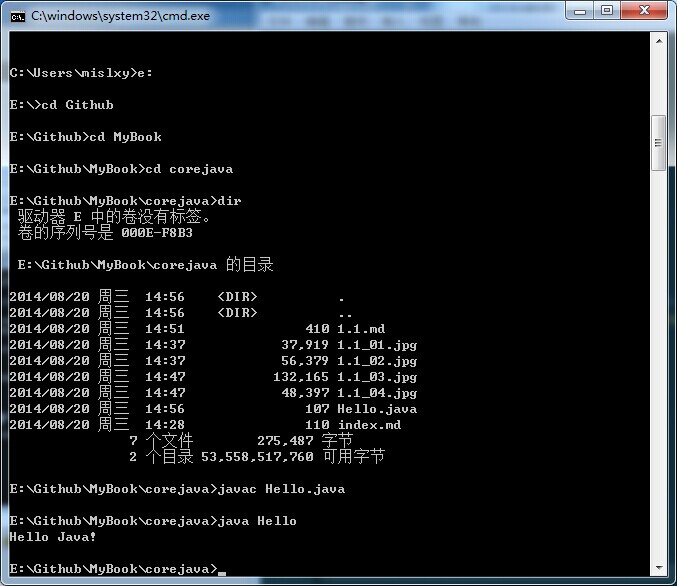 C:\windows\system32\cmd.exe
C:\Users\mislxy>e:
E:\>cd Github
E:\Github>cd MyBook
E:\Github\MyBook>cd corejava
E:\Github\MyBook\corejava>dir
驱动器 E 中的卷没有标签。
卷的序列号是 000E-F8B3
E:\Github\MyBook\corejava 的目录
2014/08/20 周三  14:56    <DIR>          .
2014/08/20 周三  14:56    <DIR>          ..
2014/08/20 周三  14:51               410 1.1.md
2014/08/20 周三  14:37            37,919 1.1_01.jpg
2014/08/20 周三  14:37            56,379 1.1_02.jpg
2014/08/20 周三  14:47           132,165 1.1_03.jpg
2014/08/20 周三  14:47            48,397 1.1_04.jpg
2014/08/20 周三  14:56               107 Hello.java
2014/08/20 周三  14:28               110 index.md
7 个文件        275,487 字节
2 个目录 53,558,517,760 可用字节
E:\Github\MyBook\corejava>javac Hello.java
E:\Github\MyBook\corejava>java Hello
Hello Java!
E:\Github\MyBook\corejava>_